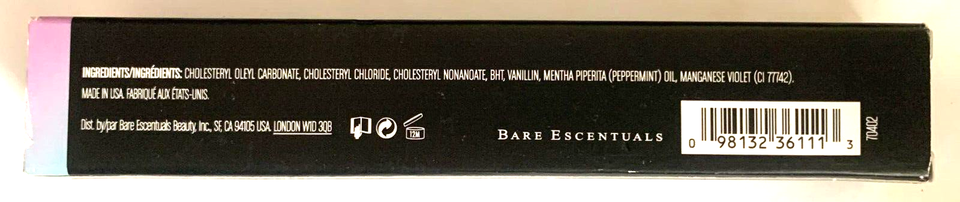 INGREDIENTS/INGRÉDIENTS: CHOLESTERYL OLEYL CARBONATE, CHOLESTERYL CHLORIDE, CHOLESTERYL NONANOATE, BHT, VANILLIN, MENTHA PIPERITA (PEPPERMINT) OIL, MANGANESE VIOLET (CI 77742).
MADE IN USA. FABRIQUÉ AUX ÉTATS-UNIS.
Dist. by/par Bare Escentuals Beauty, Inc., SF, CA 94105 USA. LONDON W1D 3QB
12M
BARE ESCENTUALS
0 98132 36111 3
70402